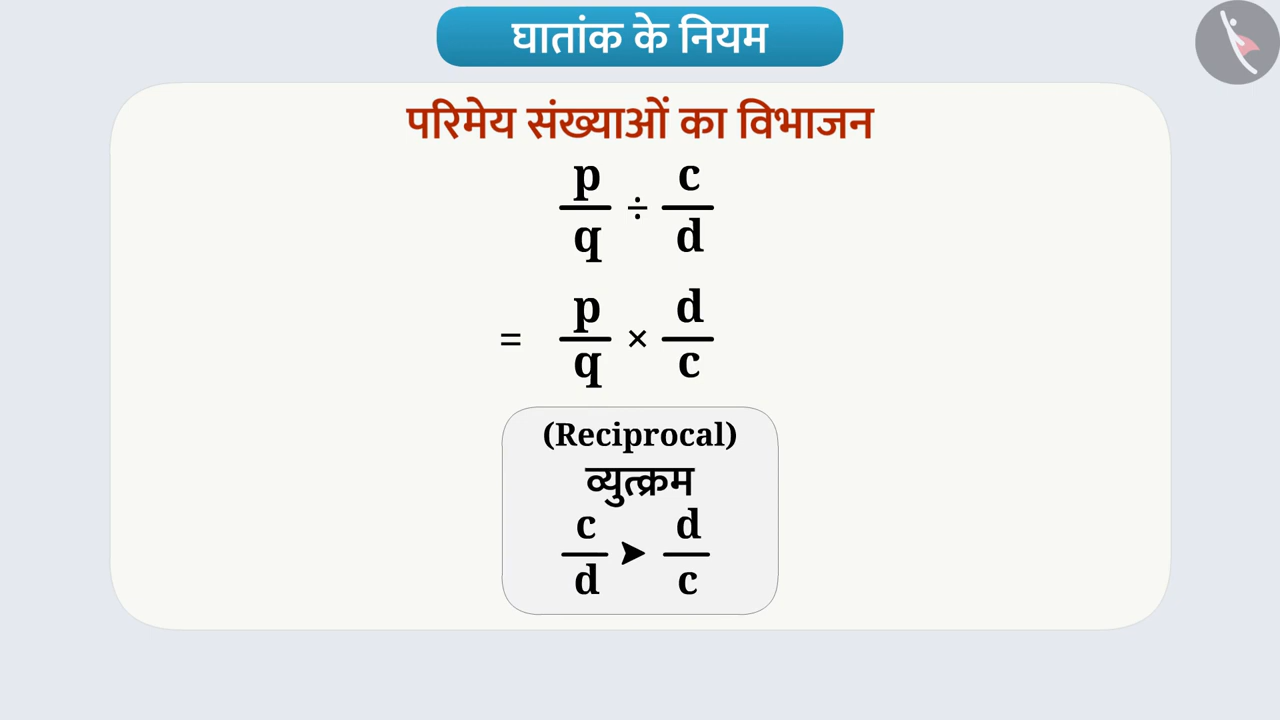 घातांक के नियम
परिमेय संख्याओं का विभाजन
p/q ÷ c/d
= p/q × d/c
(Reciprocal)
व्युत्क्रम
c/d ➤ d/c